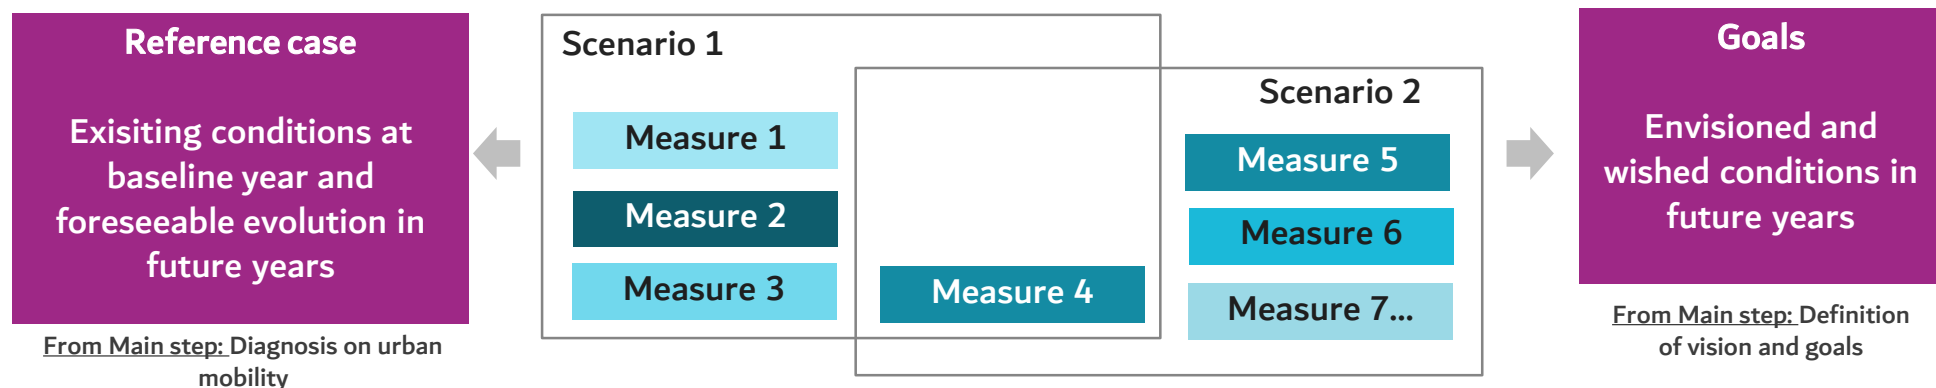 Reference case
Exisiting conditions at
baseline year and
foreseeable evolution in
future years
From Main step: Diagnosis on urban
mobility
Scenario 1
Measure 1
Measure 2
Measure 3
Measure 4
Scenario 2
Measure 5
Measure 6
Measure 7...
Goals
Envisioned and
wished conditions in
future years
From Main step: Definition
of vision and goals